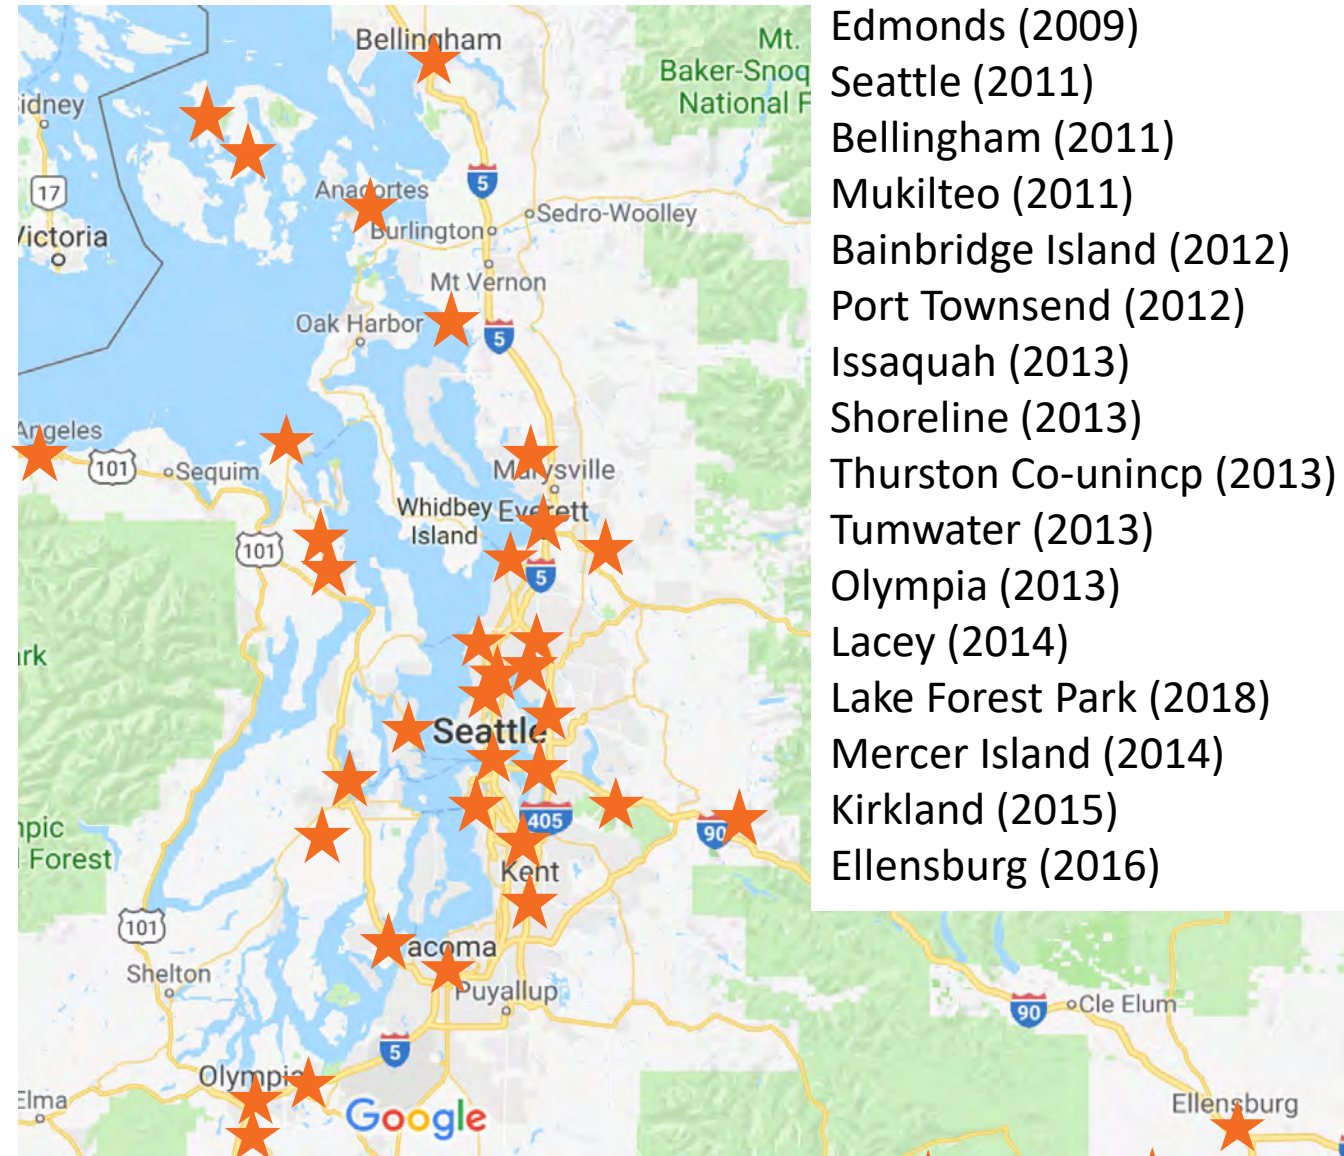 Bellingham
Mt.
Baker-Snoq
National F
idney
17
Victoria
Anacortes
5
Sedro-Woolley
Burlington
Mt Vernon
Oak Harbor
5
Angeles
101
Sequim
Marysville
Whidbey
Island
Everett
101
5
rk
Seattle
405
90
Kent
pic
Forest
101
acoma
Shelton
Puyallup
5
Olympia
Elma
Google
90
Cle Elum
Ellensburg
Edmonds (2009)
Seattle (2011)
Bellingham (2011)
Mukilteo (2011)
Bainbridge Island (2012)
Port Townsend (2012)
Issaquah (2013)
Shoreline (2013)
Thurston Co-unincp (2013)
Tumwater (2013)
Olympia (2013)
Lacey (2014)
Lake Forest Park (2018)
Mercer Island (2014)
Kirkland (2015)
Ellensburg (2016)